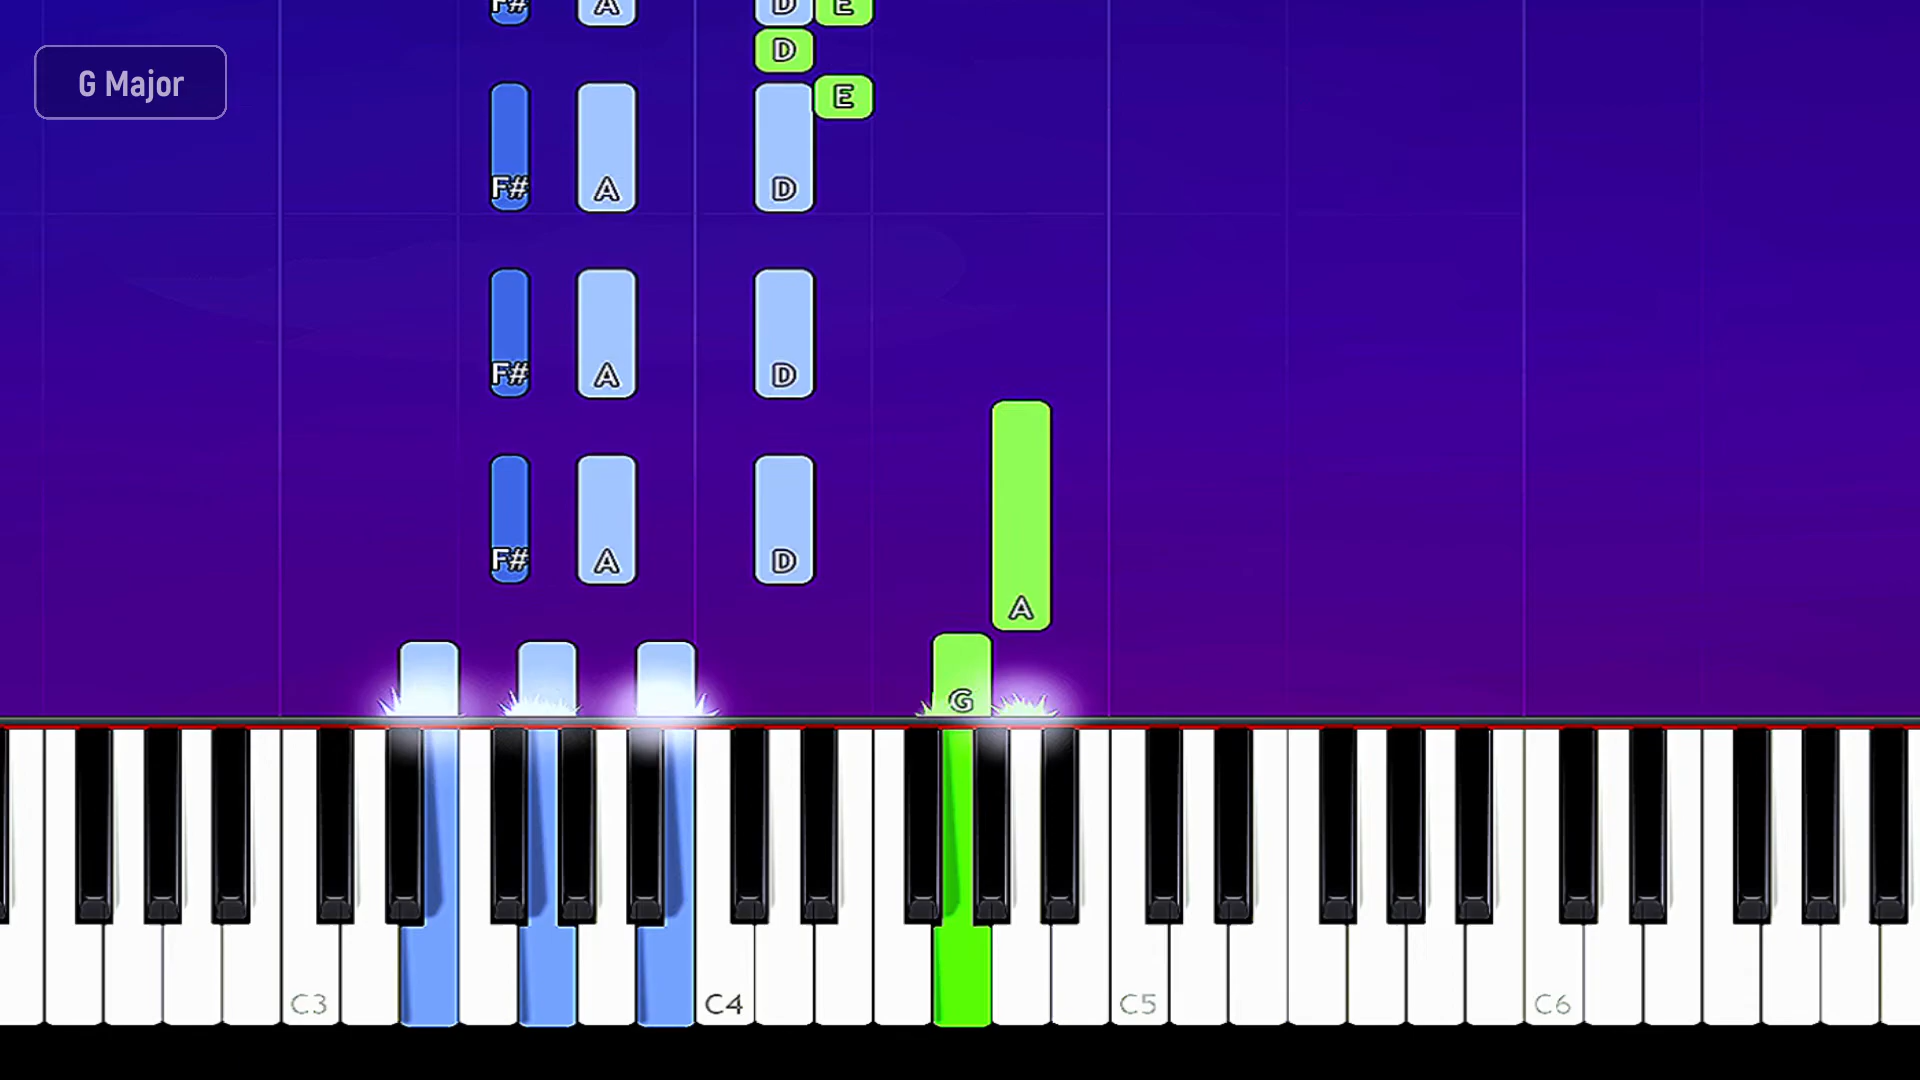 F# A D E
D
G Major
E
F# A D
F# A D
F# A D
A
G
C3 C4 C5 C6